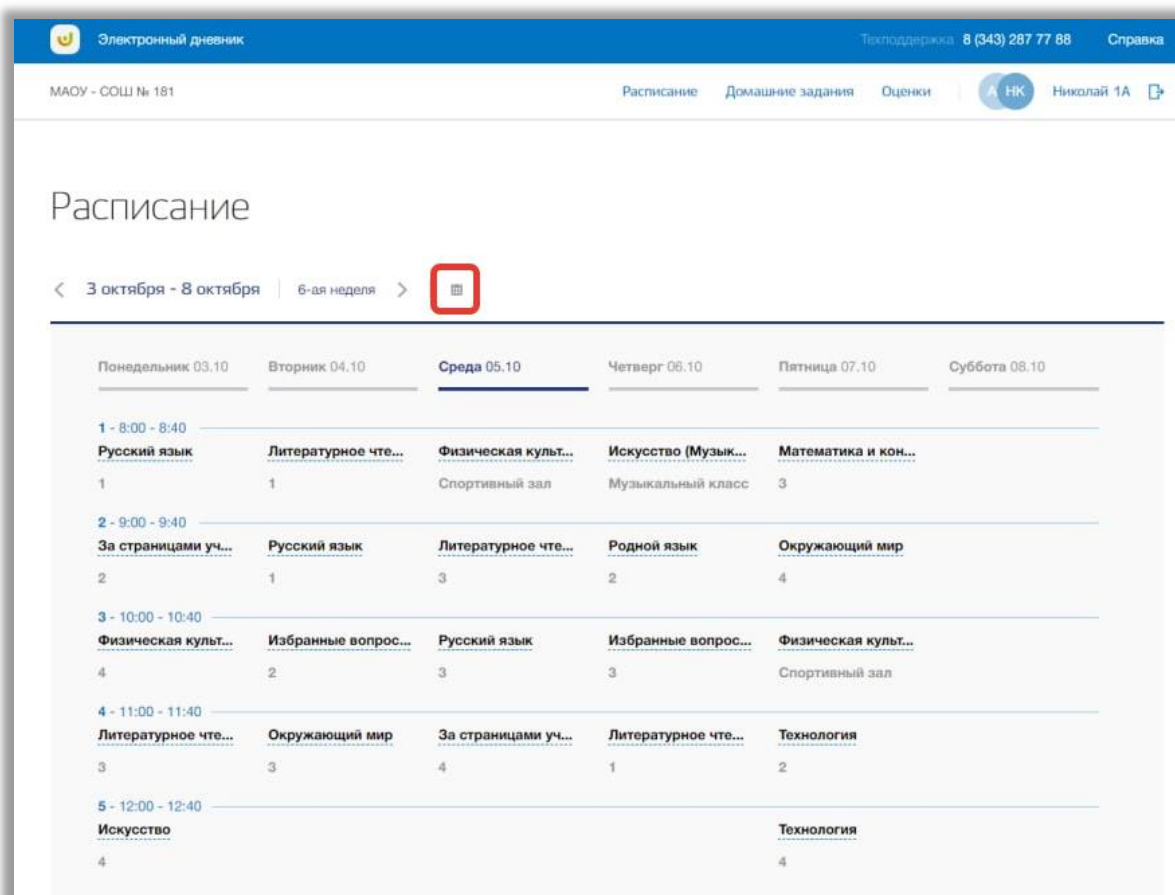 Электронный дневник Техподдержка 8 (343) 287 77 88 Справка
МАОУ - СОШ № 181 Расписание Домашние задания Оценки А НК Николай 1А
Расписание
3 октября - 8 октября 6-ая неделя
Понедельник 03.10 Вторник 04.10 Среда 05.10 Четверг 06.10 Пятница 07.10 Суббота 08.10
1 - 8:00 - 8:40
Русский язык Литературное чте... Физическая культ... Искусство (Музык... Математика и кон...
1 1 Спортивный зал Музыкальный класс 3
2 - 9:00 - 9:40
За страницами уч... Русский язык Литературное чте... Родной язык Окружающий мир
2 1 3 2 4
3 - 10:00 - 10:40
Физическая культ... Избранные вопрос... Русский язык Избранные вопрос... Физическая культ...
4 2 3 3 Спортивный зал
4 - 11:00 - 11:40
Литературное чте... Окружающий мир За страницами уч... Литературное чте... Технология
3 3 4 1 2
5 - 12:00 - 12:40
Искусство Технология
4 4